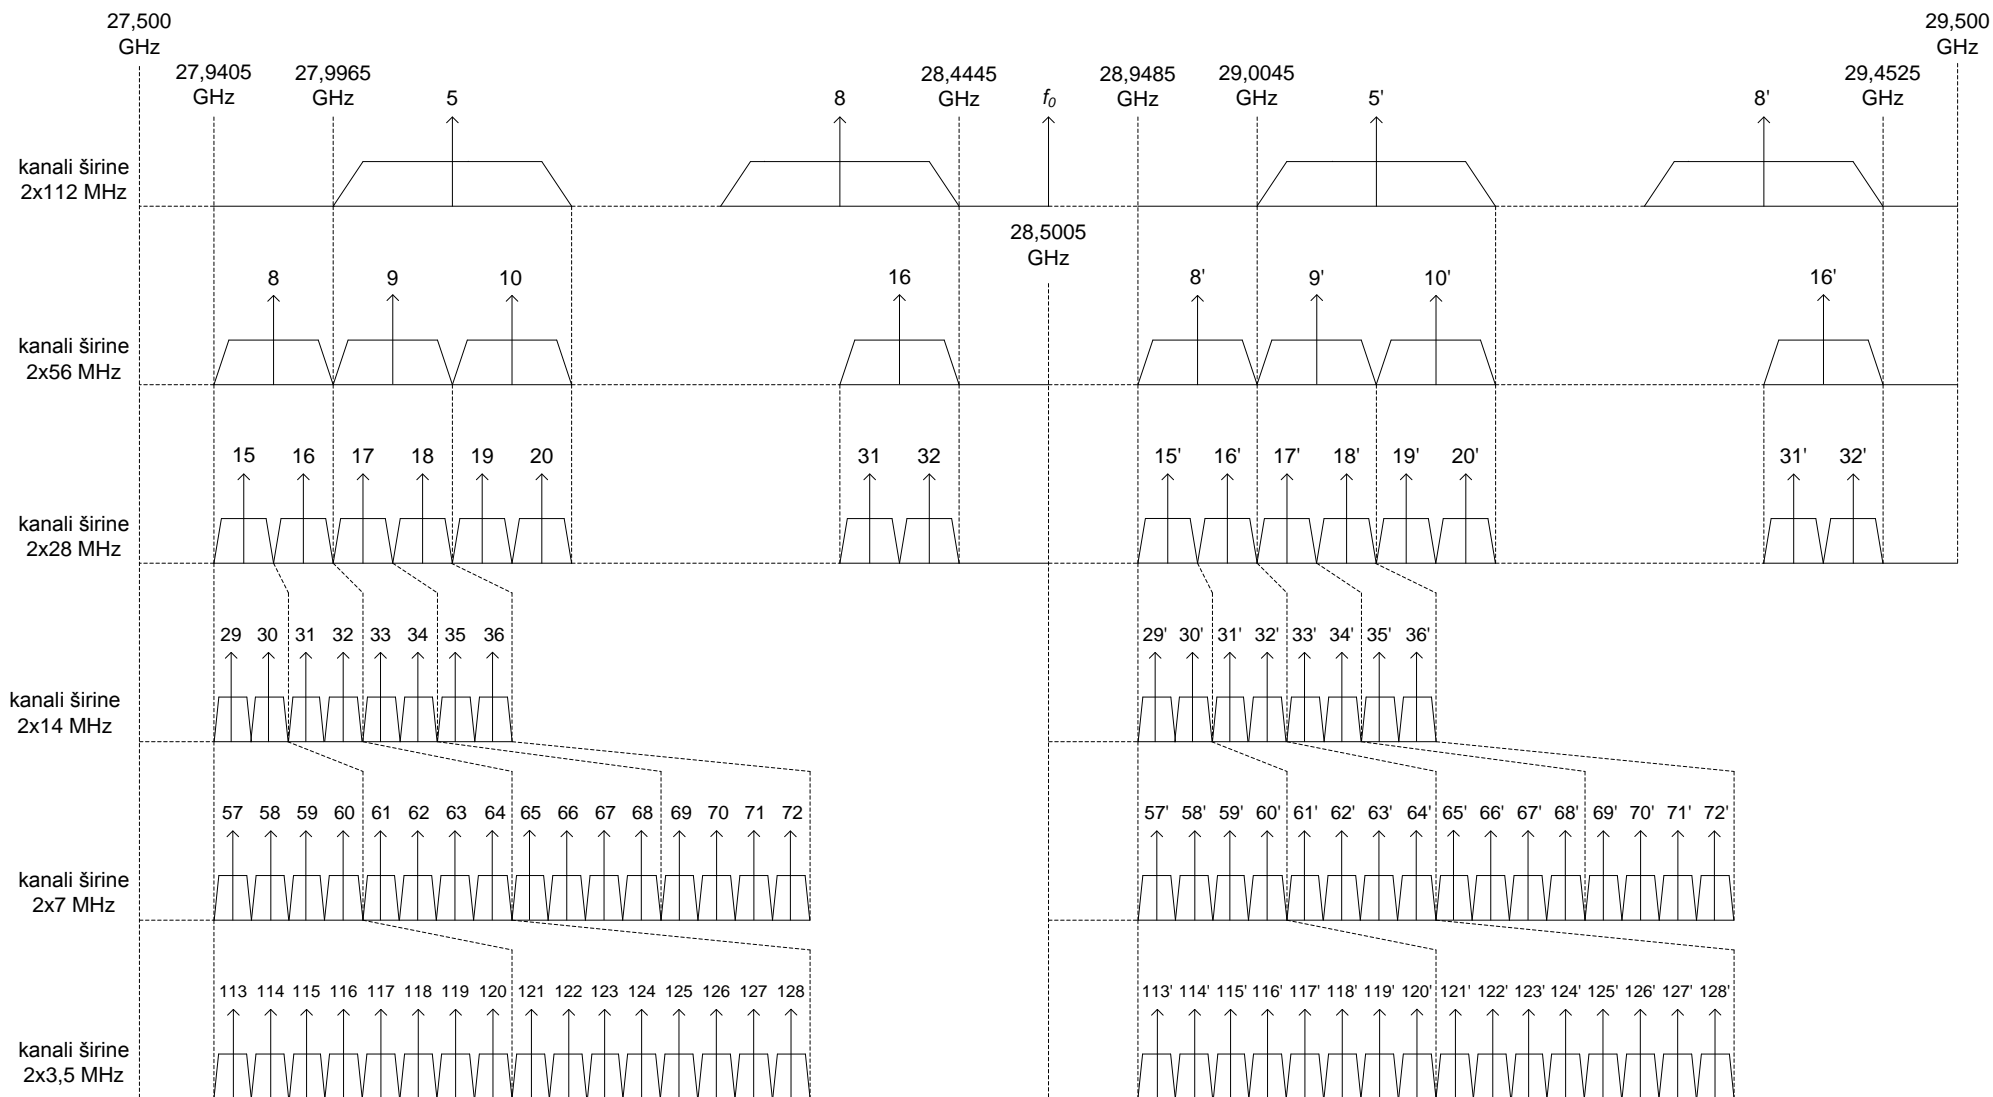 27,500
GHz
29,500
GHz
27,9405
GHz
27,9965
GHz
5
8
28,4445
GHz
f0
28,9485
GHz
29,0045
GHz
5'
8'
29,4525
GHz
kanali širine
2x112 MHz
28,5005
GHz
8 9 10 16 8' 9' 10' 16'
kanali širine
2x56 MHz
15 16 17 18 19 20 31 32 15' 16' 17' 18' 19' 20' 31' 32'
kanali širine
2x28 MHz
29 30 31 32 33 34 35 36 29' 30' 31' 32' 33' 34' 35' 36'
kanali širine
2x14 MHz
57 58 59 60 61 62 63 64 65 66 67 68 69 70 71 72 57' 58' 59' 60' 61' 62' 63' 64' 65' 66' 67' 68' 69' 70' 71' 72'
kanali širine
2x7 MHz
113 114 115 116 117 118 119 120 121 122 123 124 125 126 127 128 113' 114' 115' 116' 117' 118' 119' 120' 121' 122' 123' 124' 125' 126' 127' 128'
kanali širine
2x3,5 MHz